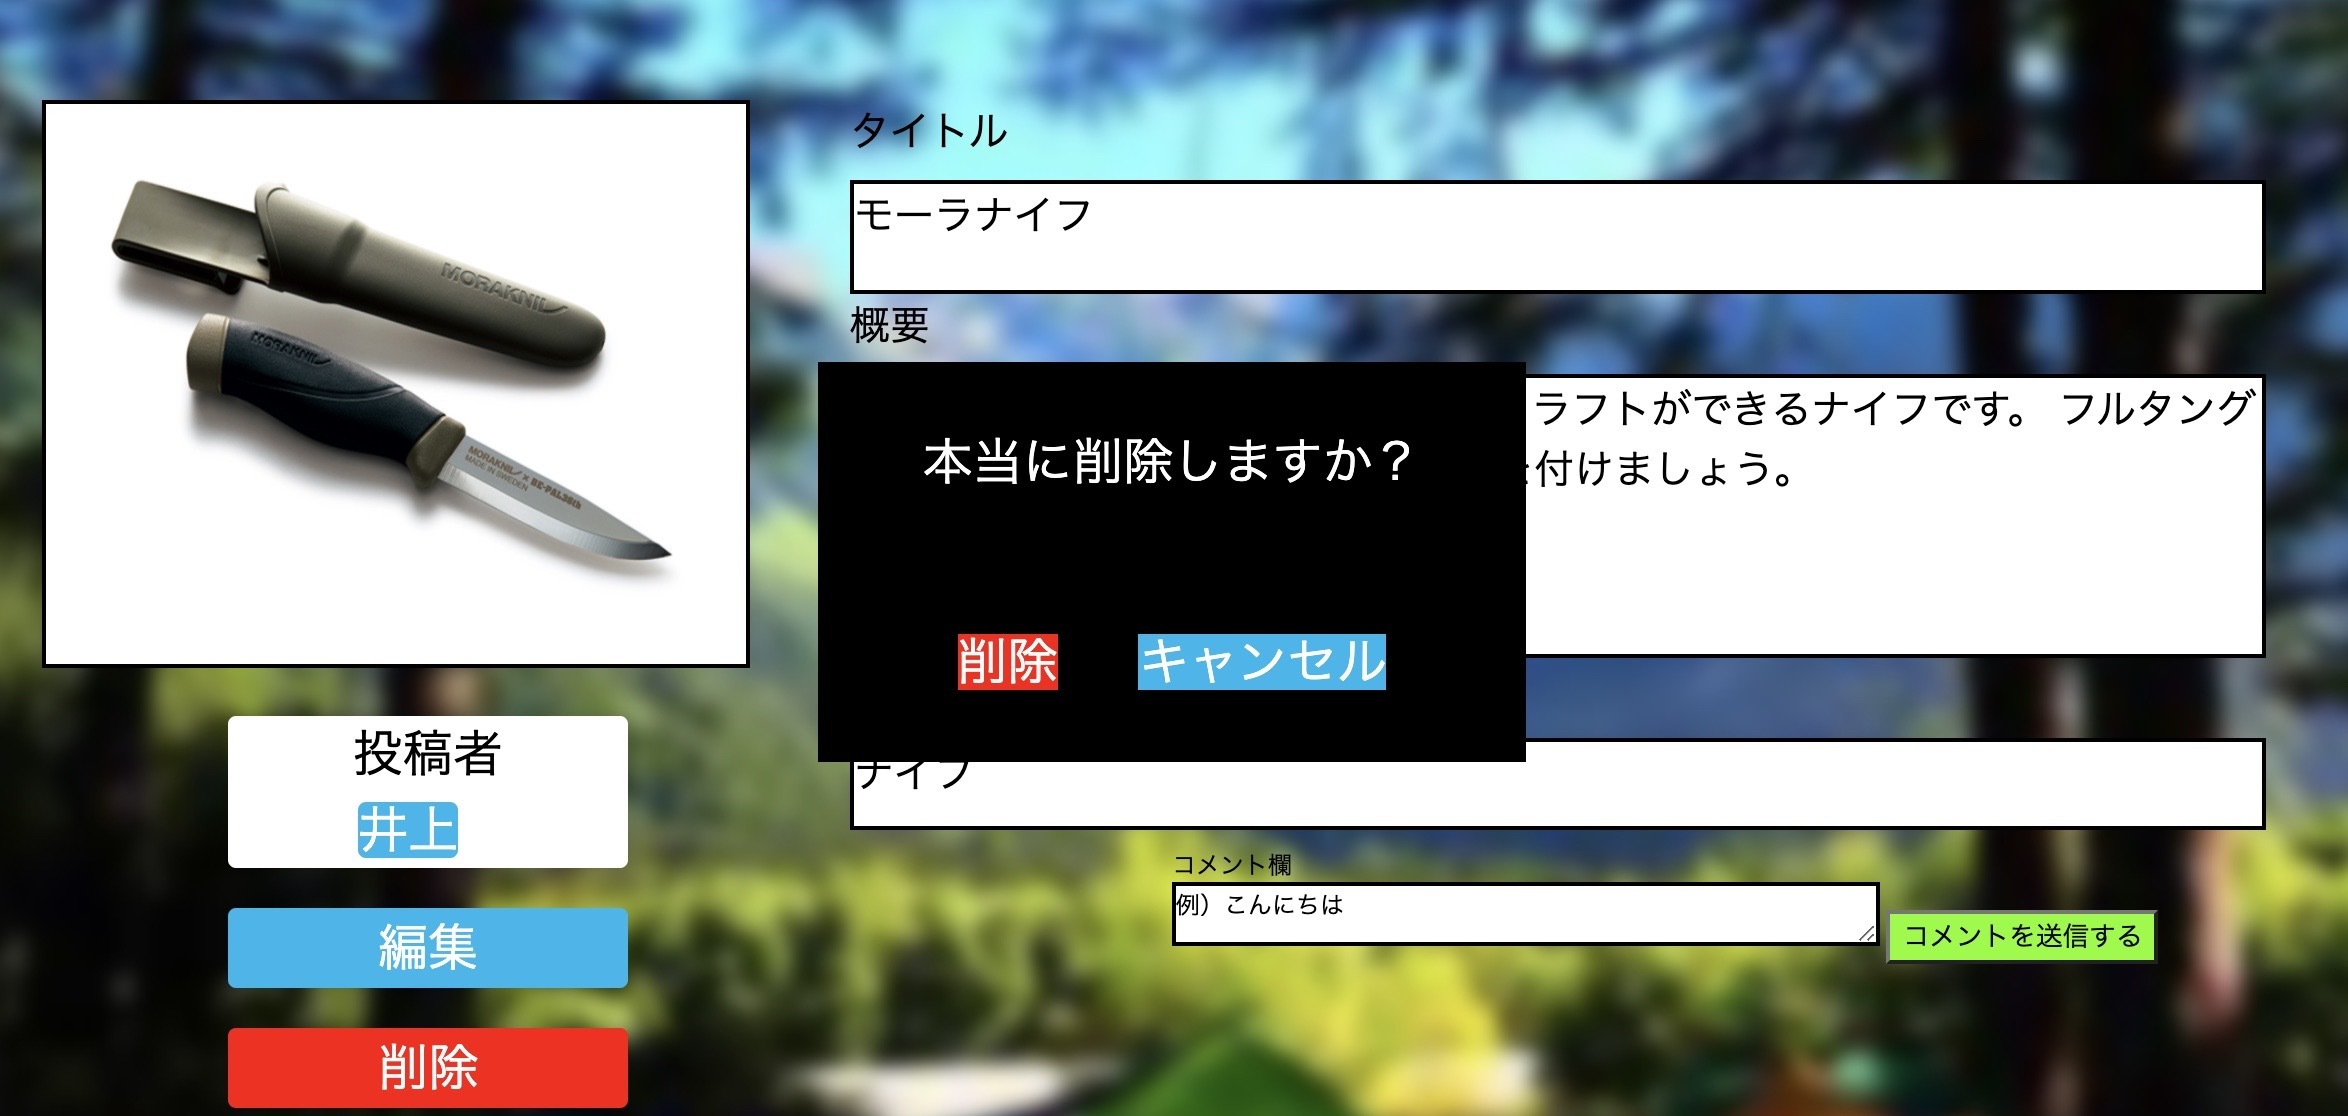 タイトル
モーラナイフ
概要
ラフトができるナイフです。 フルタング
付けましょう。
本当に削除しますか？
削除 キャンセル
ナイフ
MORAKNIV
MORAKNIV
MORAKNIV × BE-PAL35th
MADE IN SWEDEN
投稿者
井上
編集
削除
コメント欄
例）こんにちは
コメントを送信する